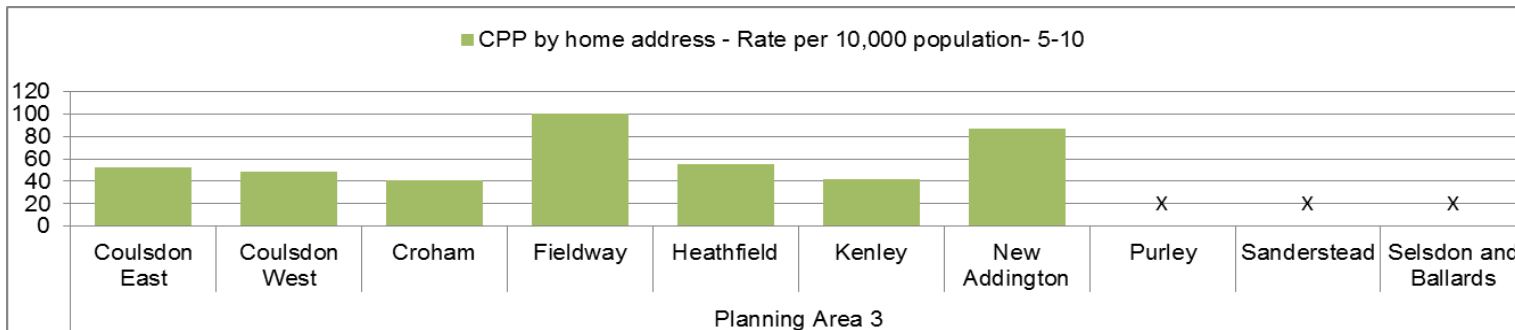 CPP by home address - Rate per 10,000 population- 5-10
120
100
80
60
40
20
0
X X X
Coulsdon East
Coulsdon West
Croham
Fieldway
Heathfield
Kenley
New Addington
Purley
Sanderstead
Selsdon and Ballards
Planning Area 3